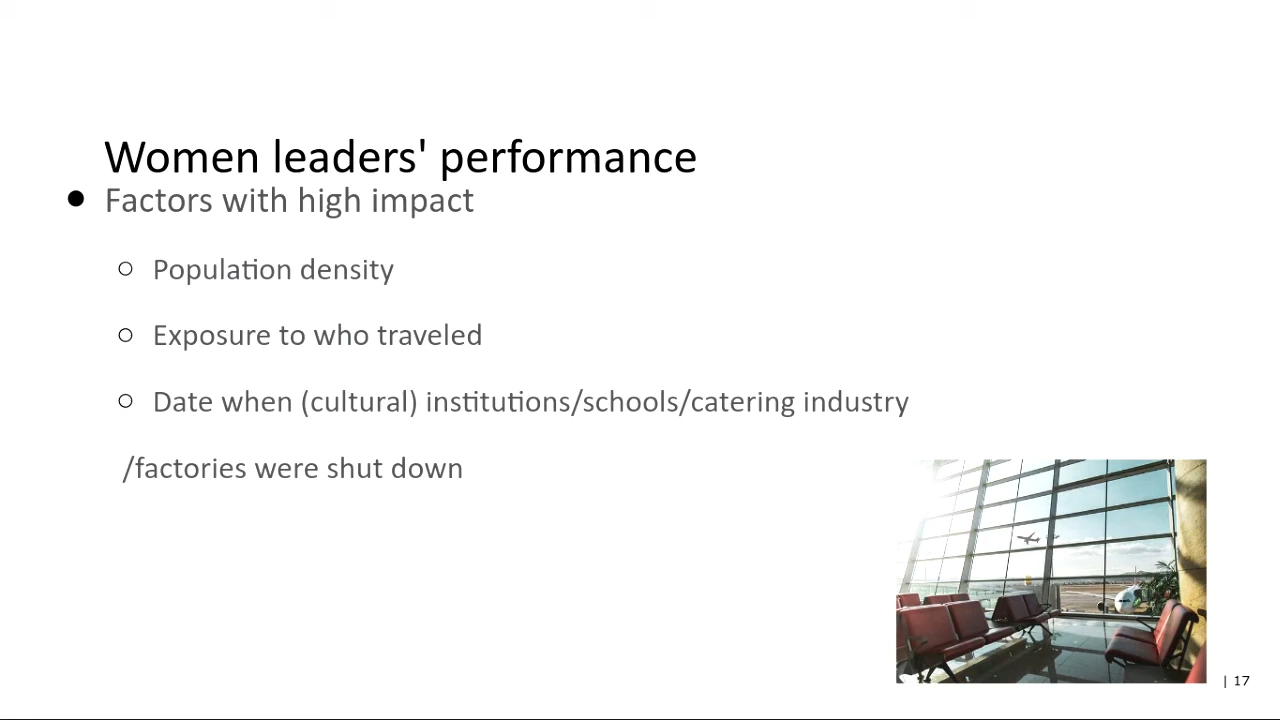 Women leaders' performance
● Factors with high impact
○ Population density
○ Exposure to who traveled
○ Date when (cultural) institutions/schools/catering industry
/factories were shut down
| 17